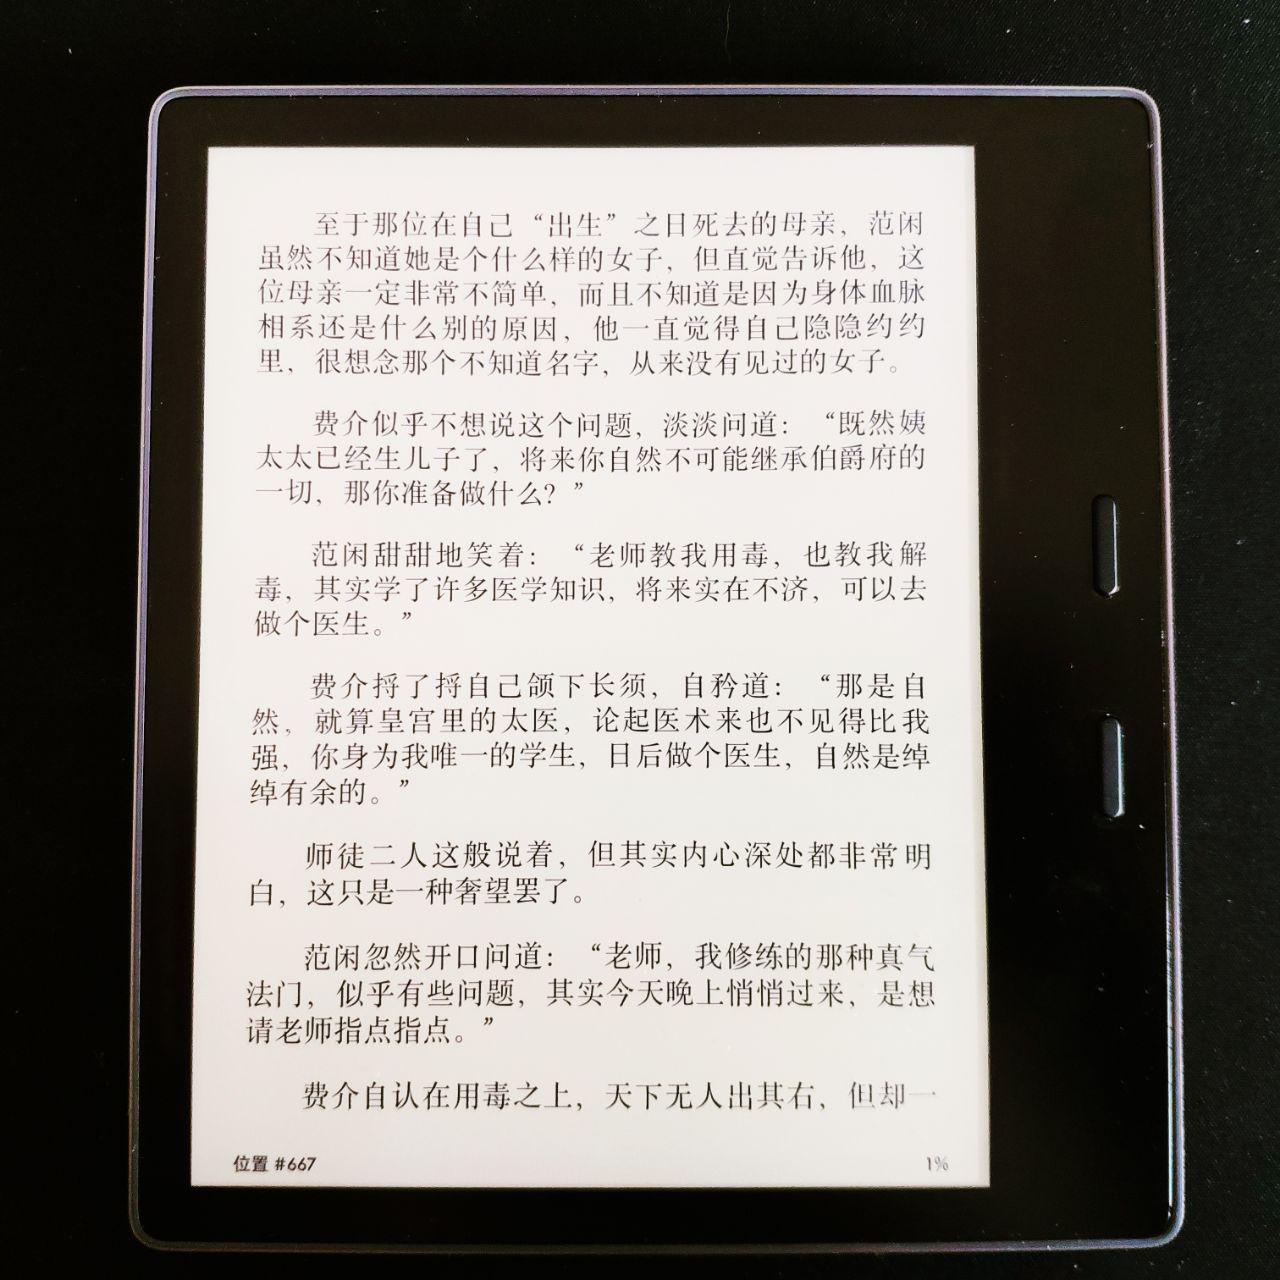 至于那位在自己“出生”之日死去的母亲，范闲
虽然不知道她是个什么样的女子，但直觉告诉他，这
位母亲一定非常不简单，而且不知道是因为身体血脉
相系还是什么别的原因，他一直觉得自己隐隐约约
里，很想念那个不知道名字，从来没有见过的女子。
费介似乎不想说这个问题，淡淡问道：“既然姨
太太已经生儿子了，将来你自然不可能继承伯爵府的
一切，那你准备做什么？”
范闲甜甜地笑着：“老师教我用毒，也教我解
毒，其实学了许多医学知识，将来实在不济，可以去
做个医生。”
费介捋了捋自己颌下长须，自矜道：“那是自
然，就算皇宫里的太医，论起医术来也不见得比我
强，你身为我唯一的学生，日后做个医生，自然是绰
绰有余的。”
师徒二人这般说着，但其实内心深处都非常明
白，这只是一种奢望罢了。
范闲忽然开口问道：“老师，我修练的那种真气
法门，似乎有些问题，其实今天晚上悄悄过来，是想
请老师指点指点。”
费介自认在用毒之上，天下无人出其右，但却一
位置 #667 1%